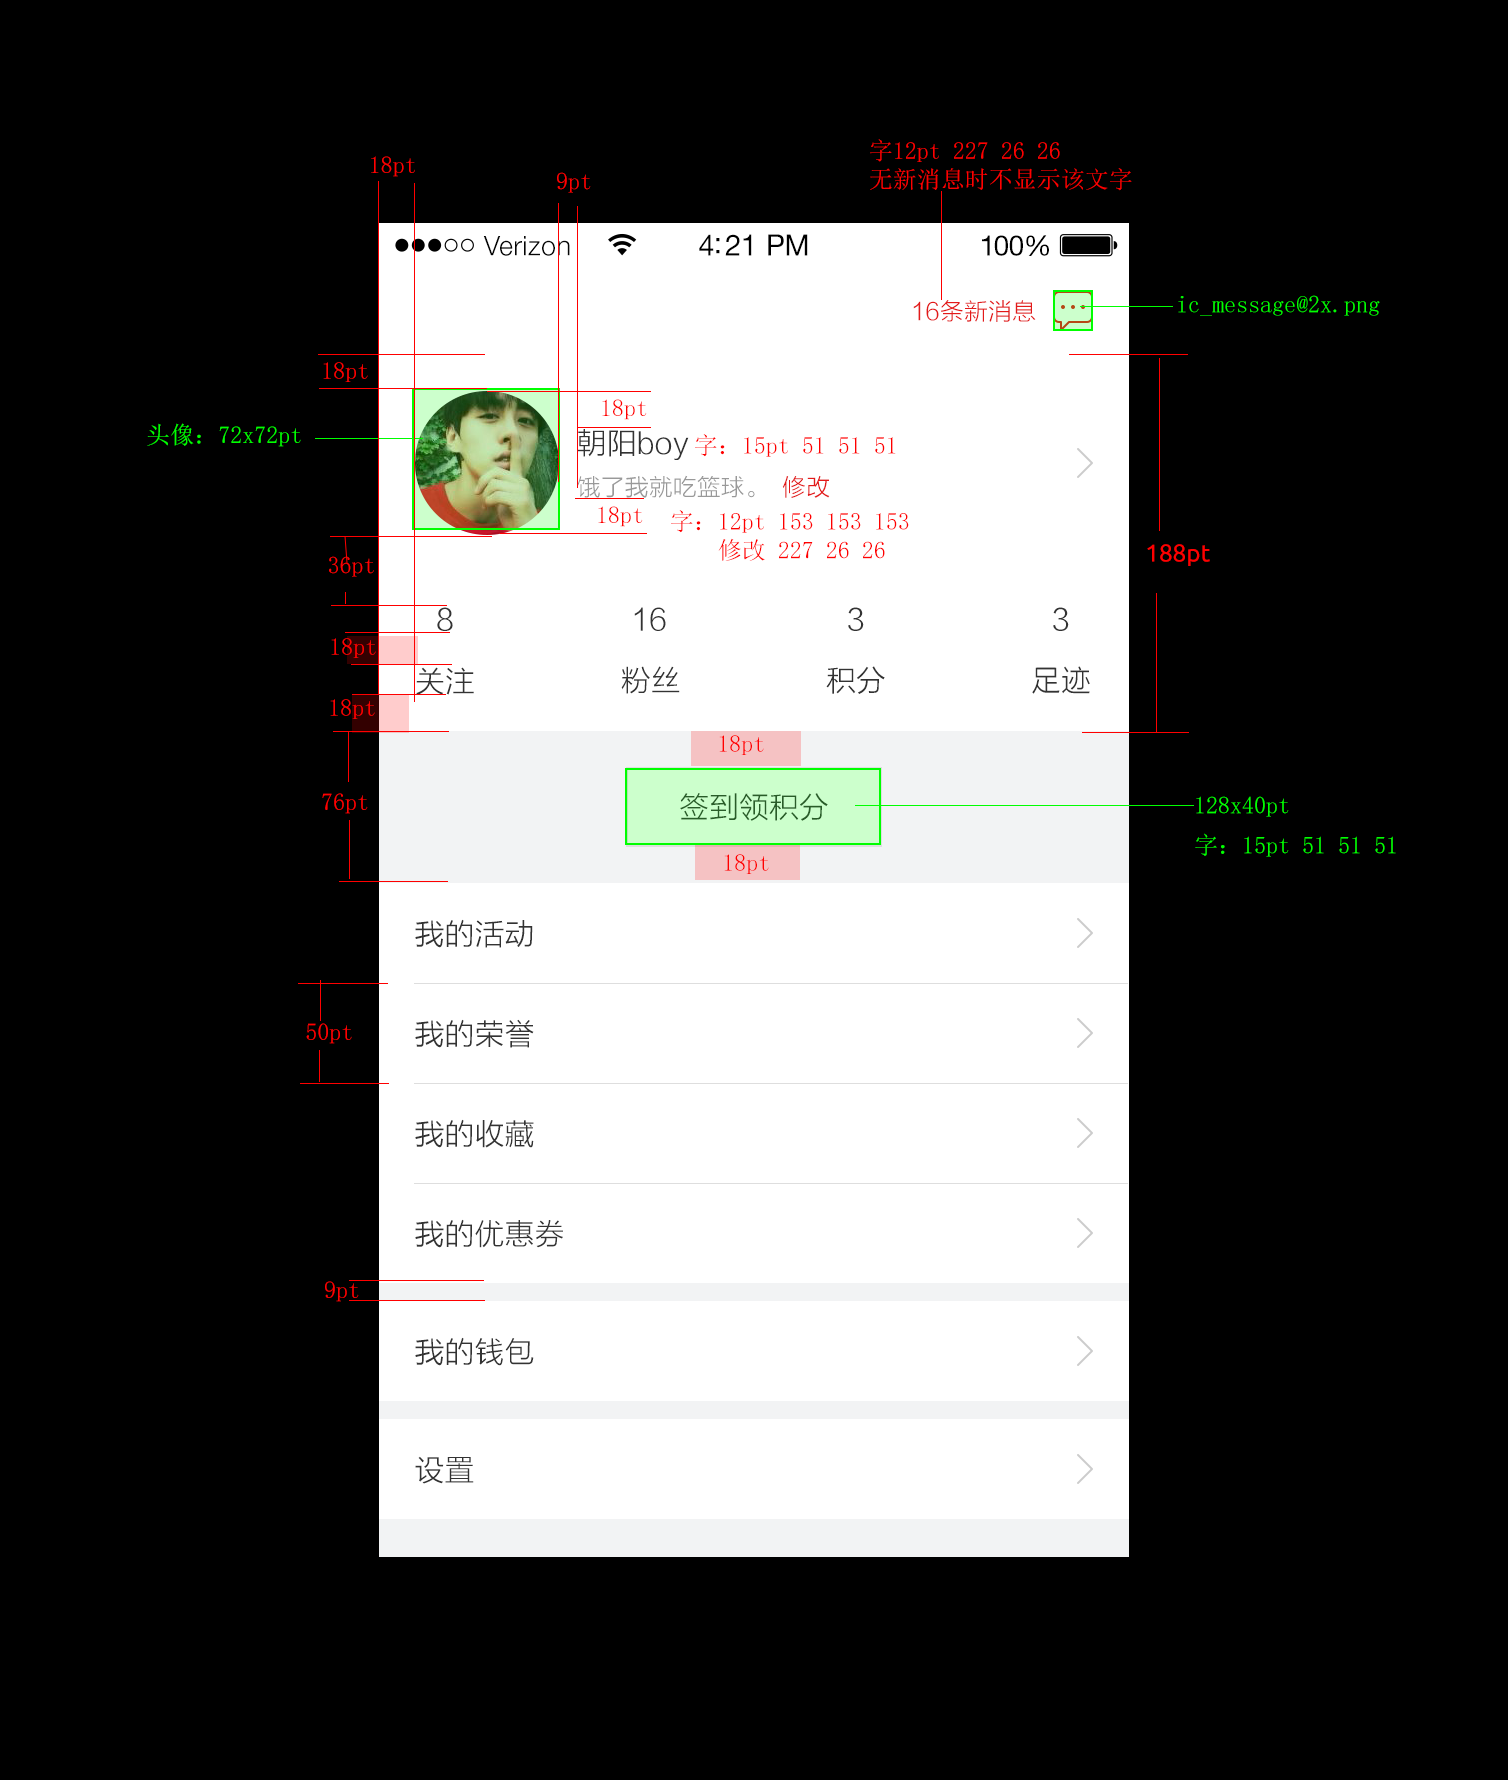 字12pt 227 26 26
无新消息时不显示该文字
18pt
9pt
Verizon
4:21 PM
100%
16条新消息
ic_message@2x.png
18pt
18pt
头像：72x72pt
朝阳boy
字：15pt 51 51 51
饿了我就吃篮球。 修改
18pt
字：12pt 153 153 153
修改 227 26 26
188pt
36pt
8 16 3 3
18pt
关注 粉丝 积分 足迹
18pt
18pt
76pt
签到领积分
128x40pt
字：15pt 51 51 51
18pt
我的活动
50pt
我的荣誉
我的收藏
我的优惠券
9pt
我的钱包
设置